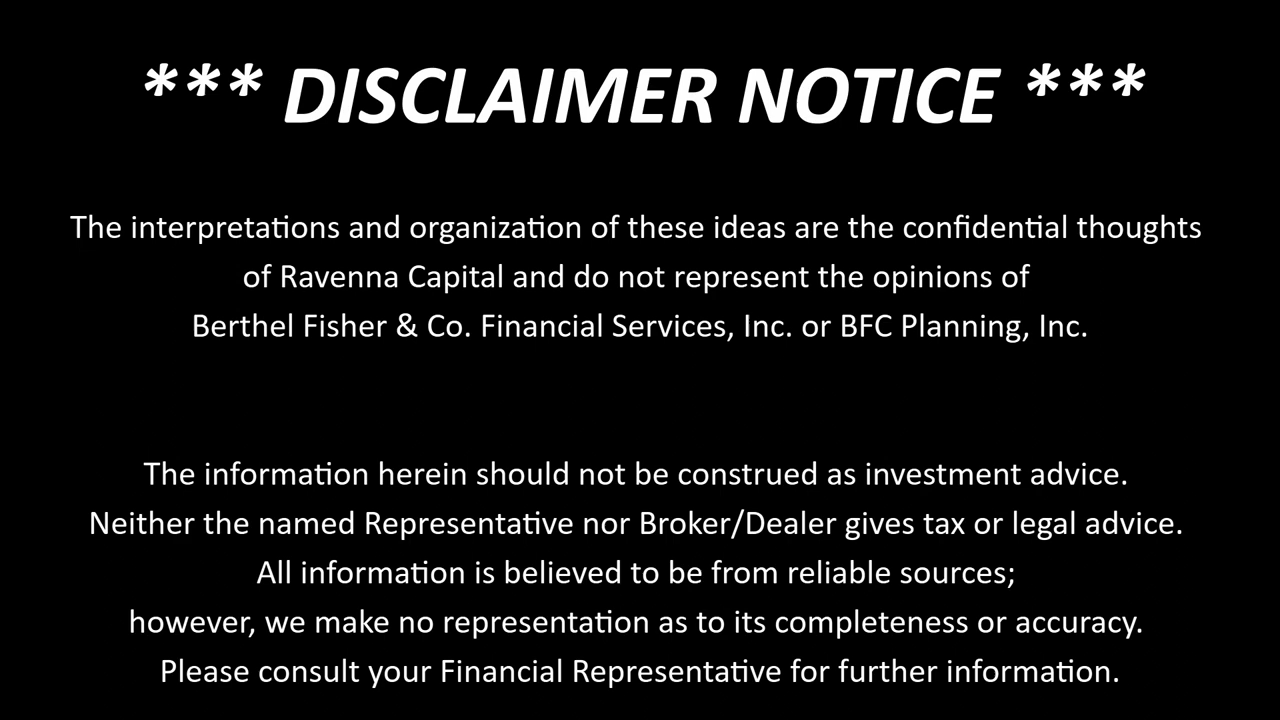 *** DISCLAIMER NOTICE ***
The interpretations and organization of these ideas are the confidential thoughts
of Ravenna Capital and do not represent the opinions of
Berthel Fisher & Co. Financial Services, Inc. or BFC Planning, Inc.
The information herein should not be construed as investment advice.
Neither the named Representative nor Broker/Dealer gives tax or legal advice.
All information is believed to be from reliable sources;
however, we make no representation as to its completeness or accuracy.
Please consult your Financial Representative for further information.